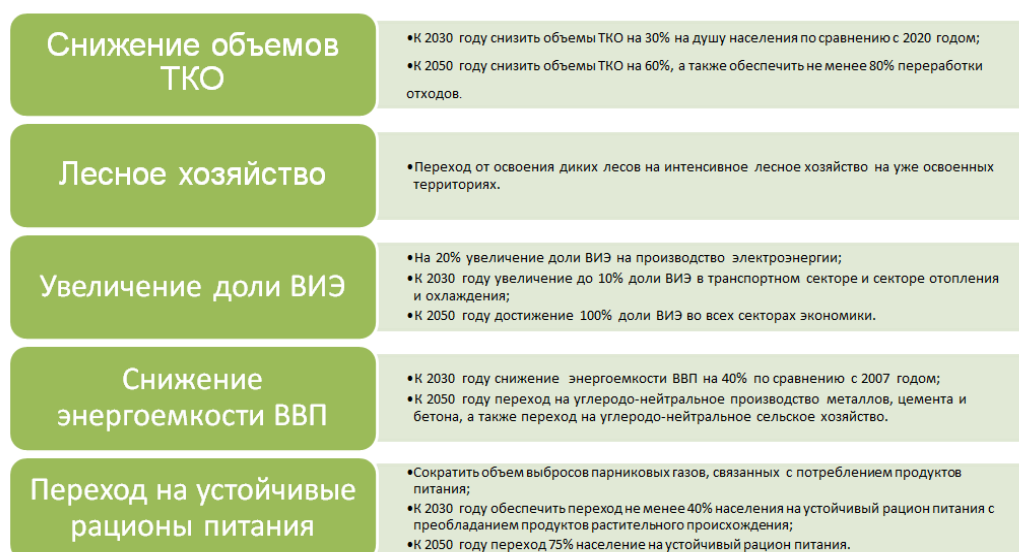 Снижение объемов
ТКО
•К 2030 году снизить объемы ТКО на 30% на душу населения по сравнению с 2020 годом;
•К 2050 году снизить объемы ТКО на 60%, а также обеспечить не менее 80% переработки
отходов.
Лесное хозяйство
•Переход от освоения диких лесов на интенсивное лесное хозяйство на уже освоенных
территориях.
Увеличение доли ВИЭ
•На 20% увеличение доли ВИЭ на производство электроэнергии;
•К 2030 году увеличение до 10% доли ВИЭ в транспортном секторе и секторе отопления
и охлаждения;
•К 2050 году достижение 100% доли ВИЭ во всех секторах экономики.
Снижение
энергоемкости ВВП
•К 2030 году снижение энергоемкости ВВП на 40% по сравнению с 2007 годом;
•К 2050 году переход на углеродо-нейтральное производство металлов, цемента и
бетона, а также переход на углеродо-нейтральное сельское хозяйство.
Переход на устойчивые
рационы питания
•Сократить объем выбросов парниковых газов, связанных с потреблением продуктов
питания;
•К 2030 году обеспечить переход не менее 40% населения на устойчивый рацион питания с
преобладанием продуктов растительного происхождения;
•К 2050 году переход 75% население на устойчивый рацион питания.